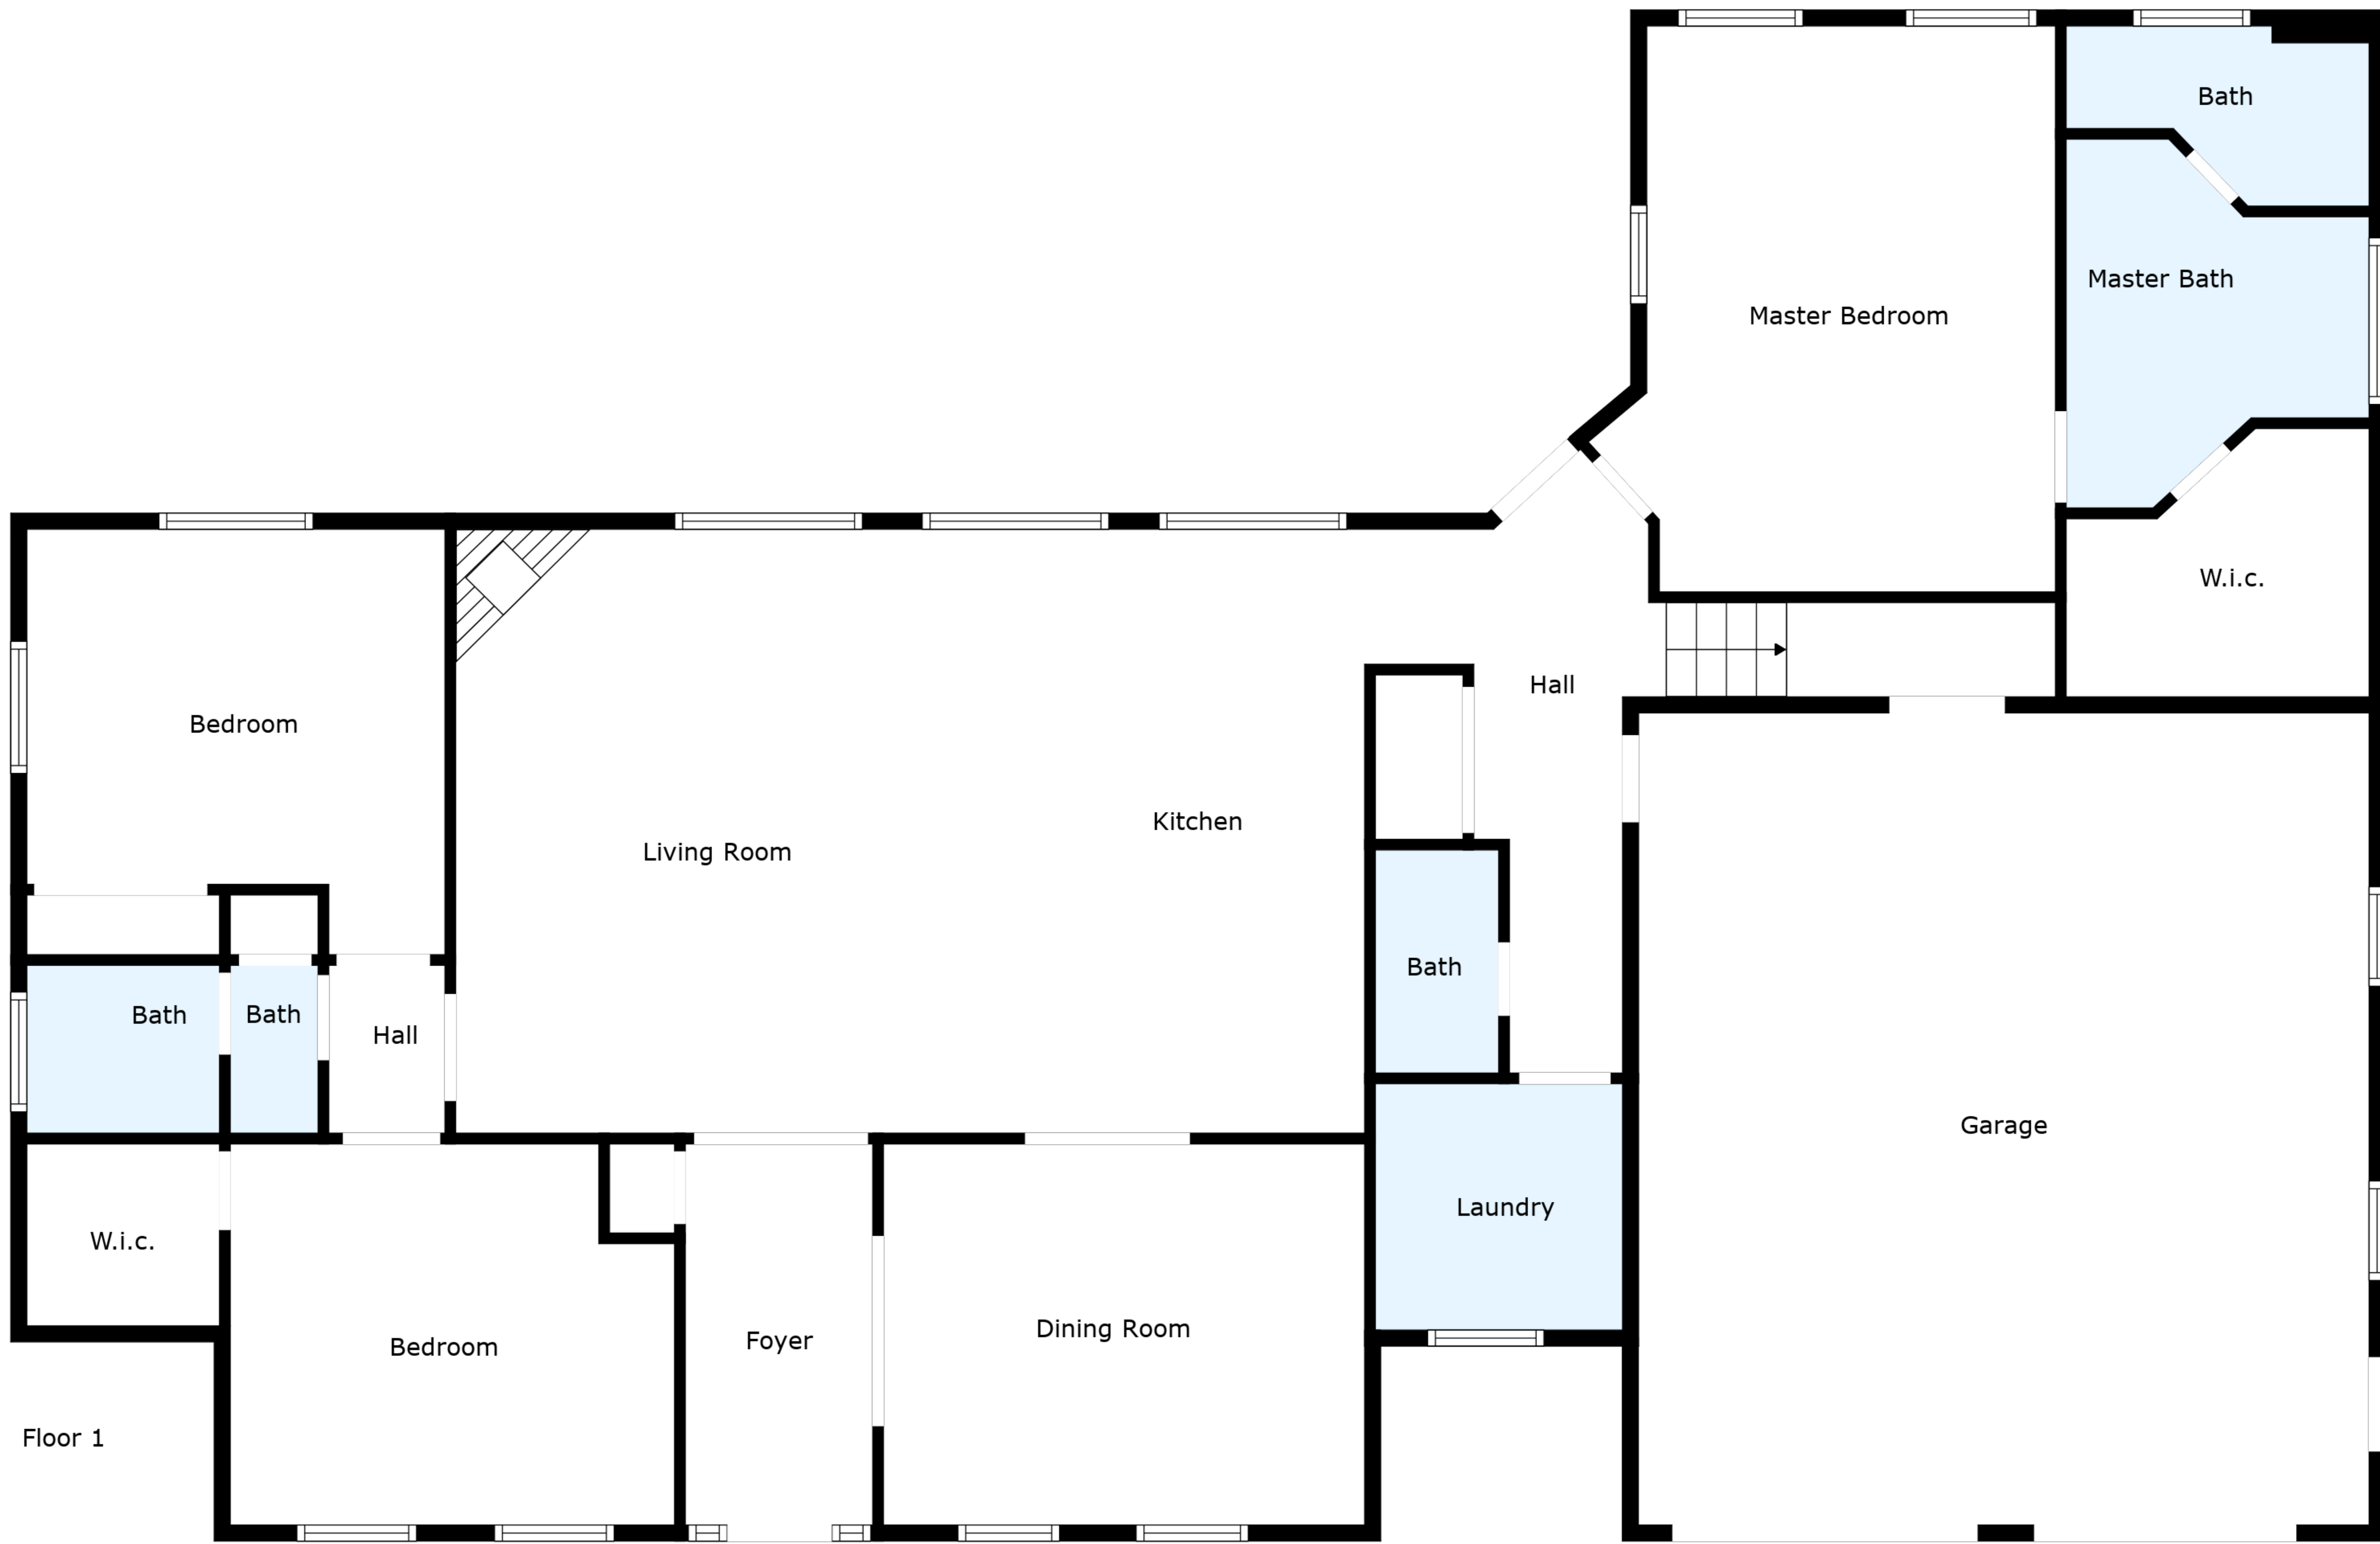 Bath
Master Bath
Master Bedroom
W.i.c.
Hall
Bedroom
Kitchen
Living Room
Bath
Bath
Bath
Hall
Garage
Laundry
W.i.c.
Dining Room
Foyer
Bedroom
Floor 1